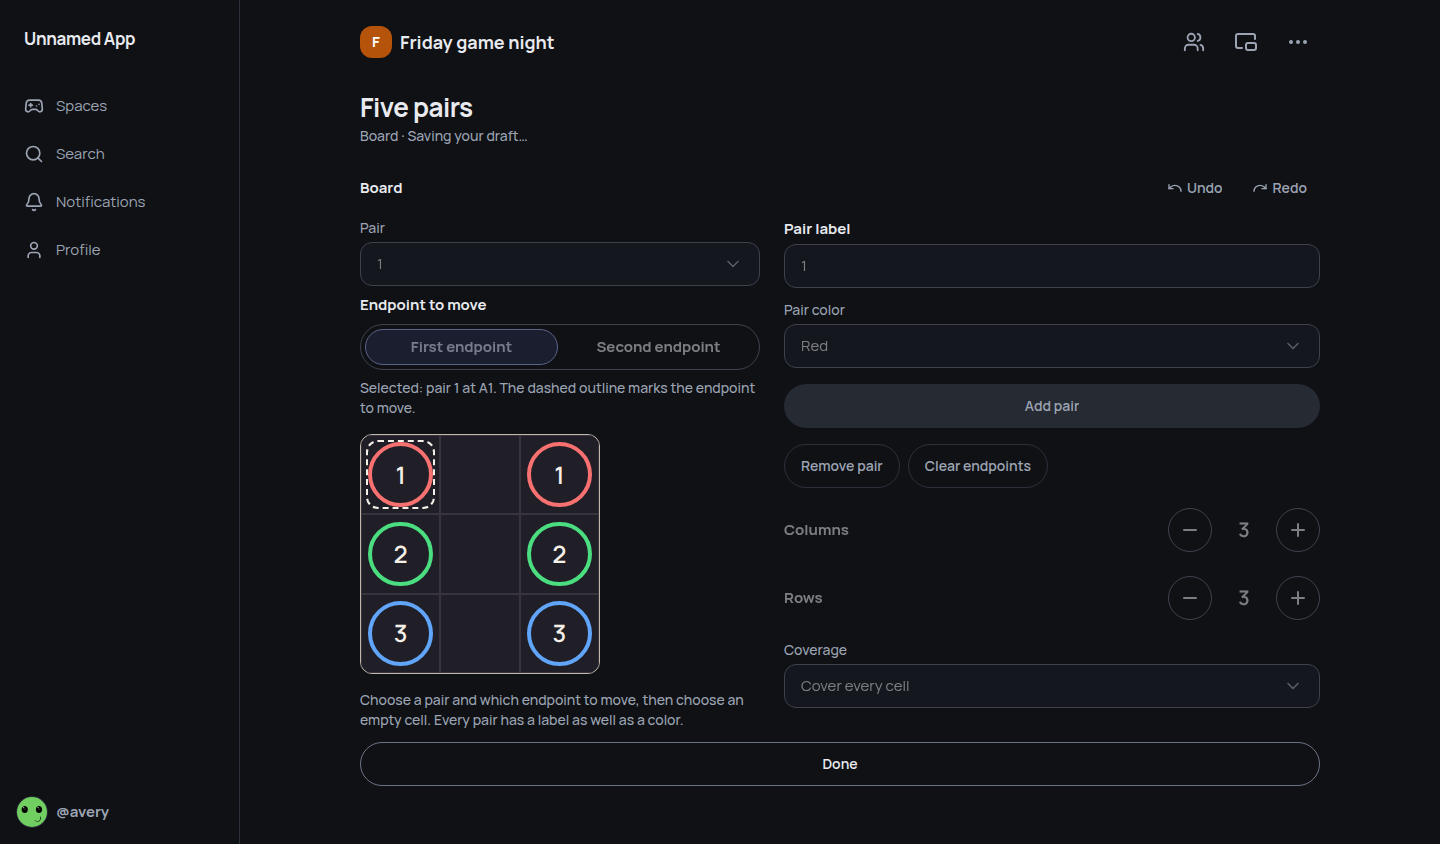 Unnamed App
Spaces
Search
Notifications
Profile
@avery
F
Friday game night
Five pairs
Board · Saving your draft…
Board
Undo
Redo
Pair
1
Endpoint to move
First endpoint
Second endpoint
Selected: pair 1 at A1. The dashed outline marks the endpoint
to move.
1
1
2
2
3
3
Choose a pair and which endpoint to move, then choose an
empty cell. Every pair has a label as well as a color.
Pair label
1
Pair color
Red
Add pair
Remove pair
Clear endpoints
Columns
3
Rows
3
Coverage
Cover every cell
Done